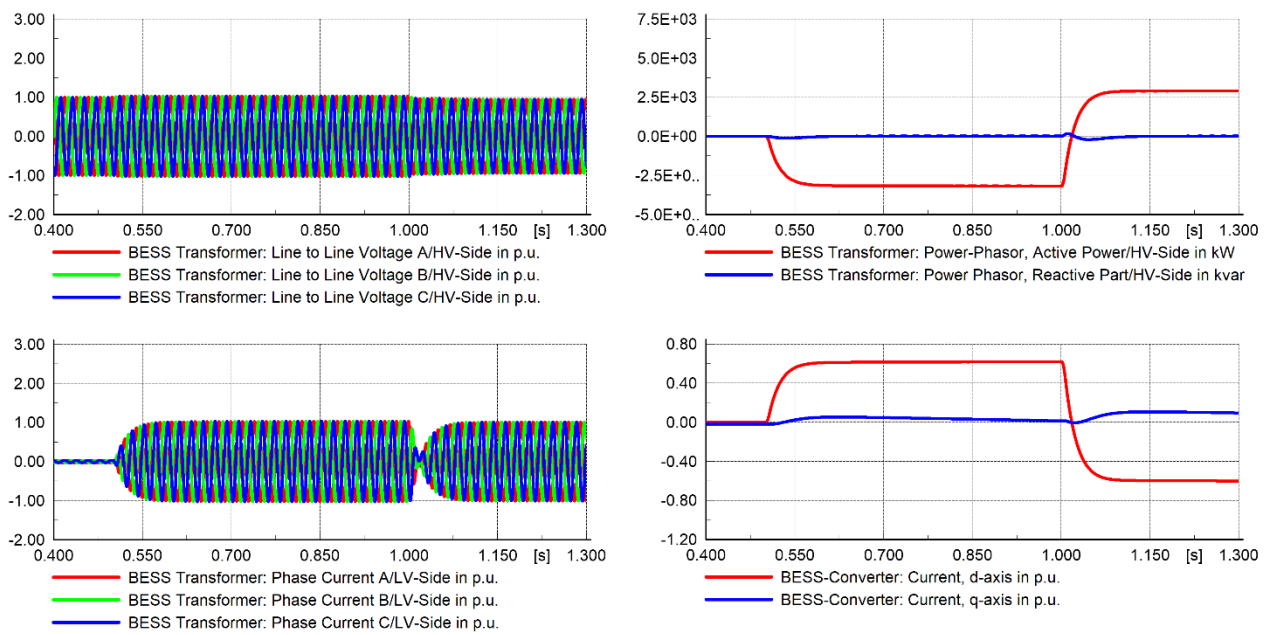 3.00
2.00
1.00
0.00
-1.00
-2.00
0.400 0.550 0.700 0.850 1.000 1.150 [s] 1.300
BESS Transformer: Line to Line Voltage A/HV-Side in p.u.
BESS Transformer: Line to Line Voltage B/HV-Side in p.u.
BESS Transformer: Line to Line Voltage C/HV-Side in p.u.
7.5E+03
5.0E+03
2.5E+03
0.0E+00
-2.5E+0..
-5.0E+0..
0.400 0.550 0.700 0.850 1.000 1.150 [s] 1.300
BESS Transformer: Power-Phasor, Active Power/HV-Side in kW
BESS Transformer: Power Phasor, Reactive Part/HV-Side in kvar
3.00
2.00
1.00
0.00
-1.00
-2.00
0.400 0.550 0.700 0.850 1.000 1.150 [s] 1.300
BESS Transformer: Phase Current A/LV-Side in p.u.
BESS Transformer: Phase Current B/LV-Side in p.u.
BESS Transformer: Phase Current C/LV-Side in p.u.
0.80
0.40
0.00
-0.40
-0.80
-1.20
0.400 0.550 0.700 0.850 1.000 1.150 [s] 1.300
BESS-Converter: Current, d-axis in p.u.
BESS-Converter: Current, q-axis in p.u.